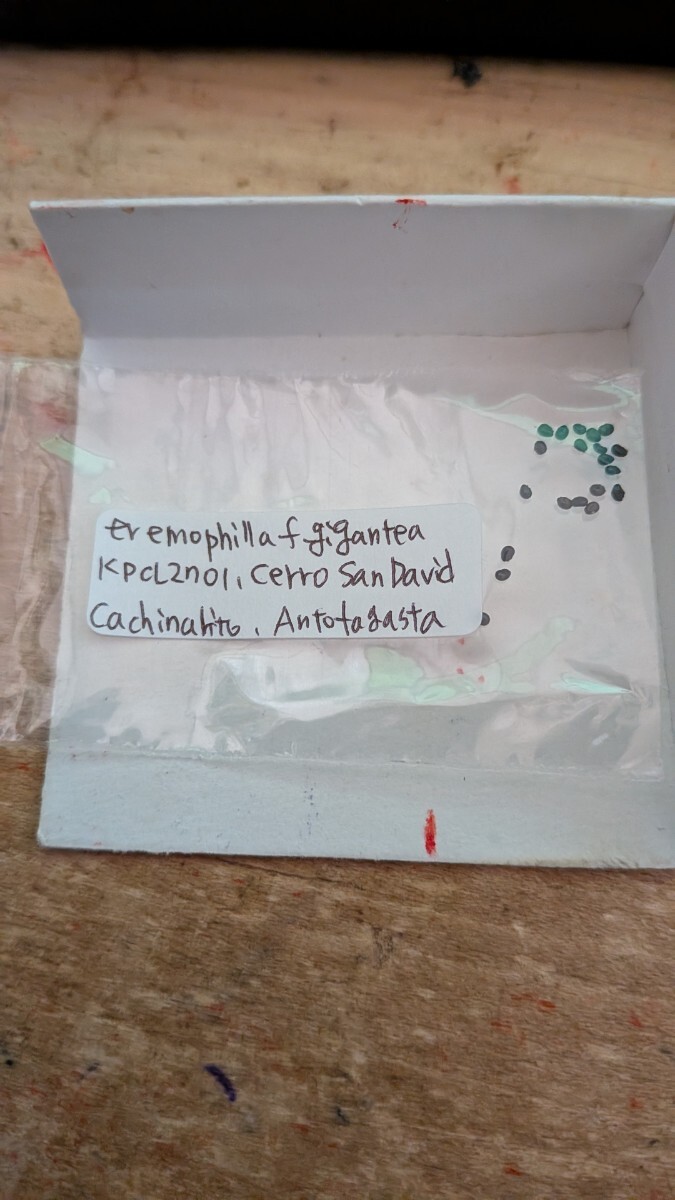 eremophilla f gigantea
KPCL2n01, Cerro San David
Cachinalito, Antofagasta